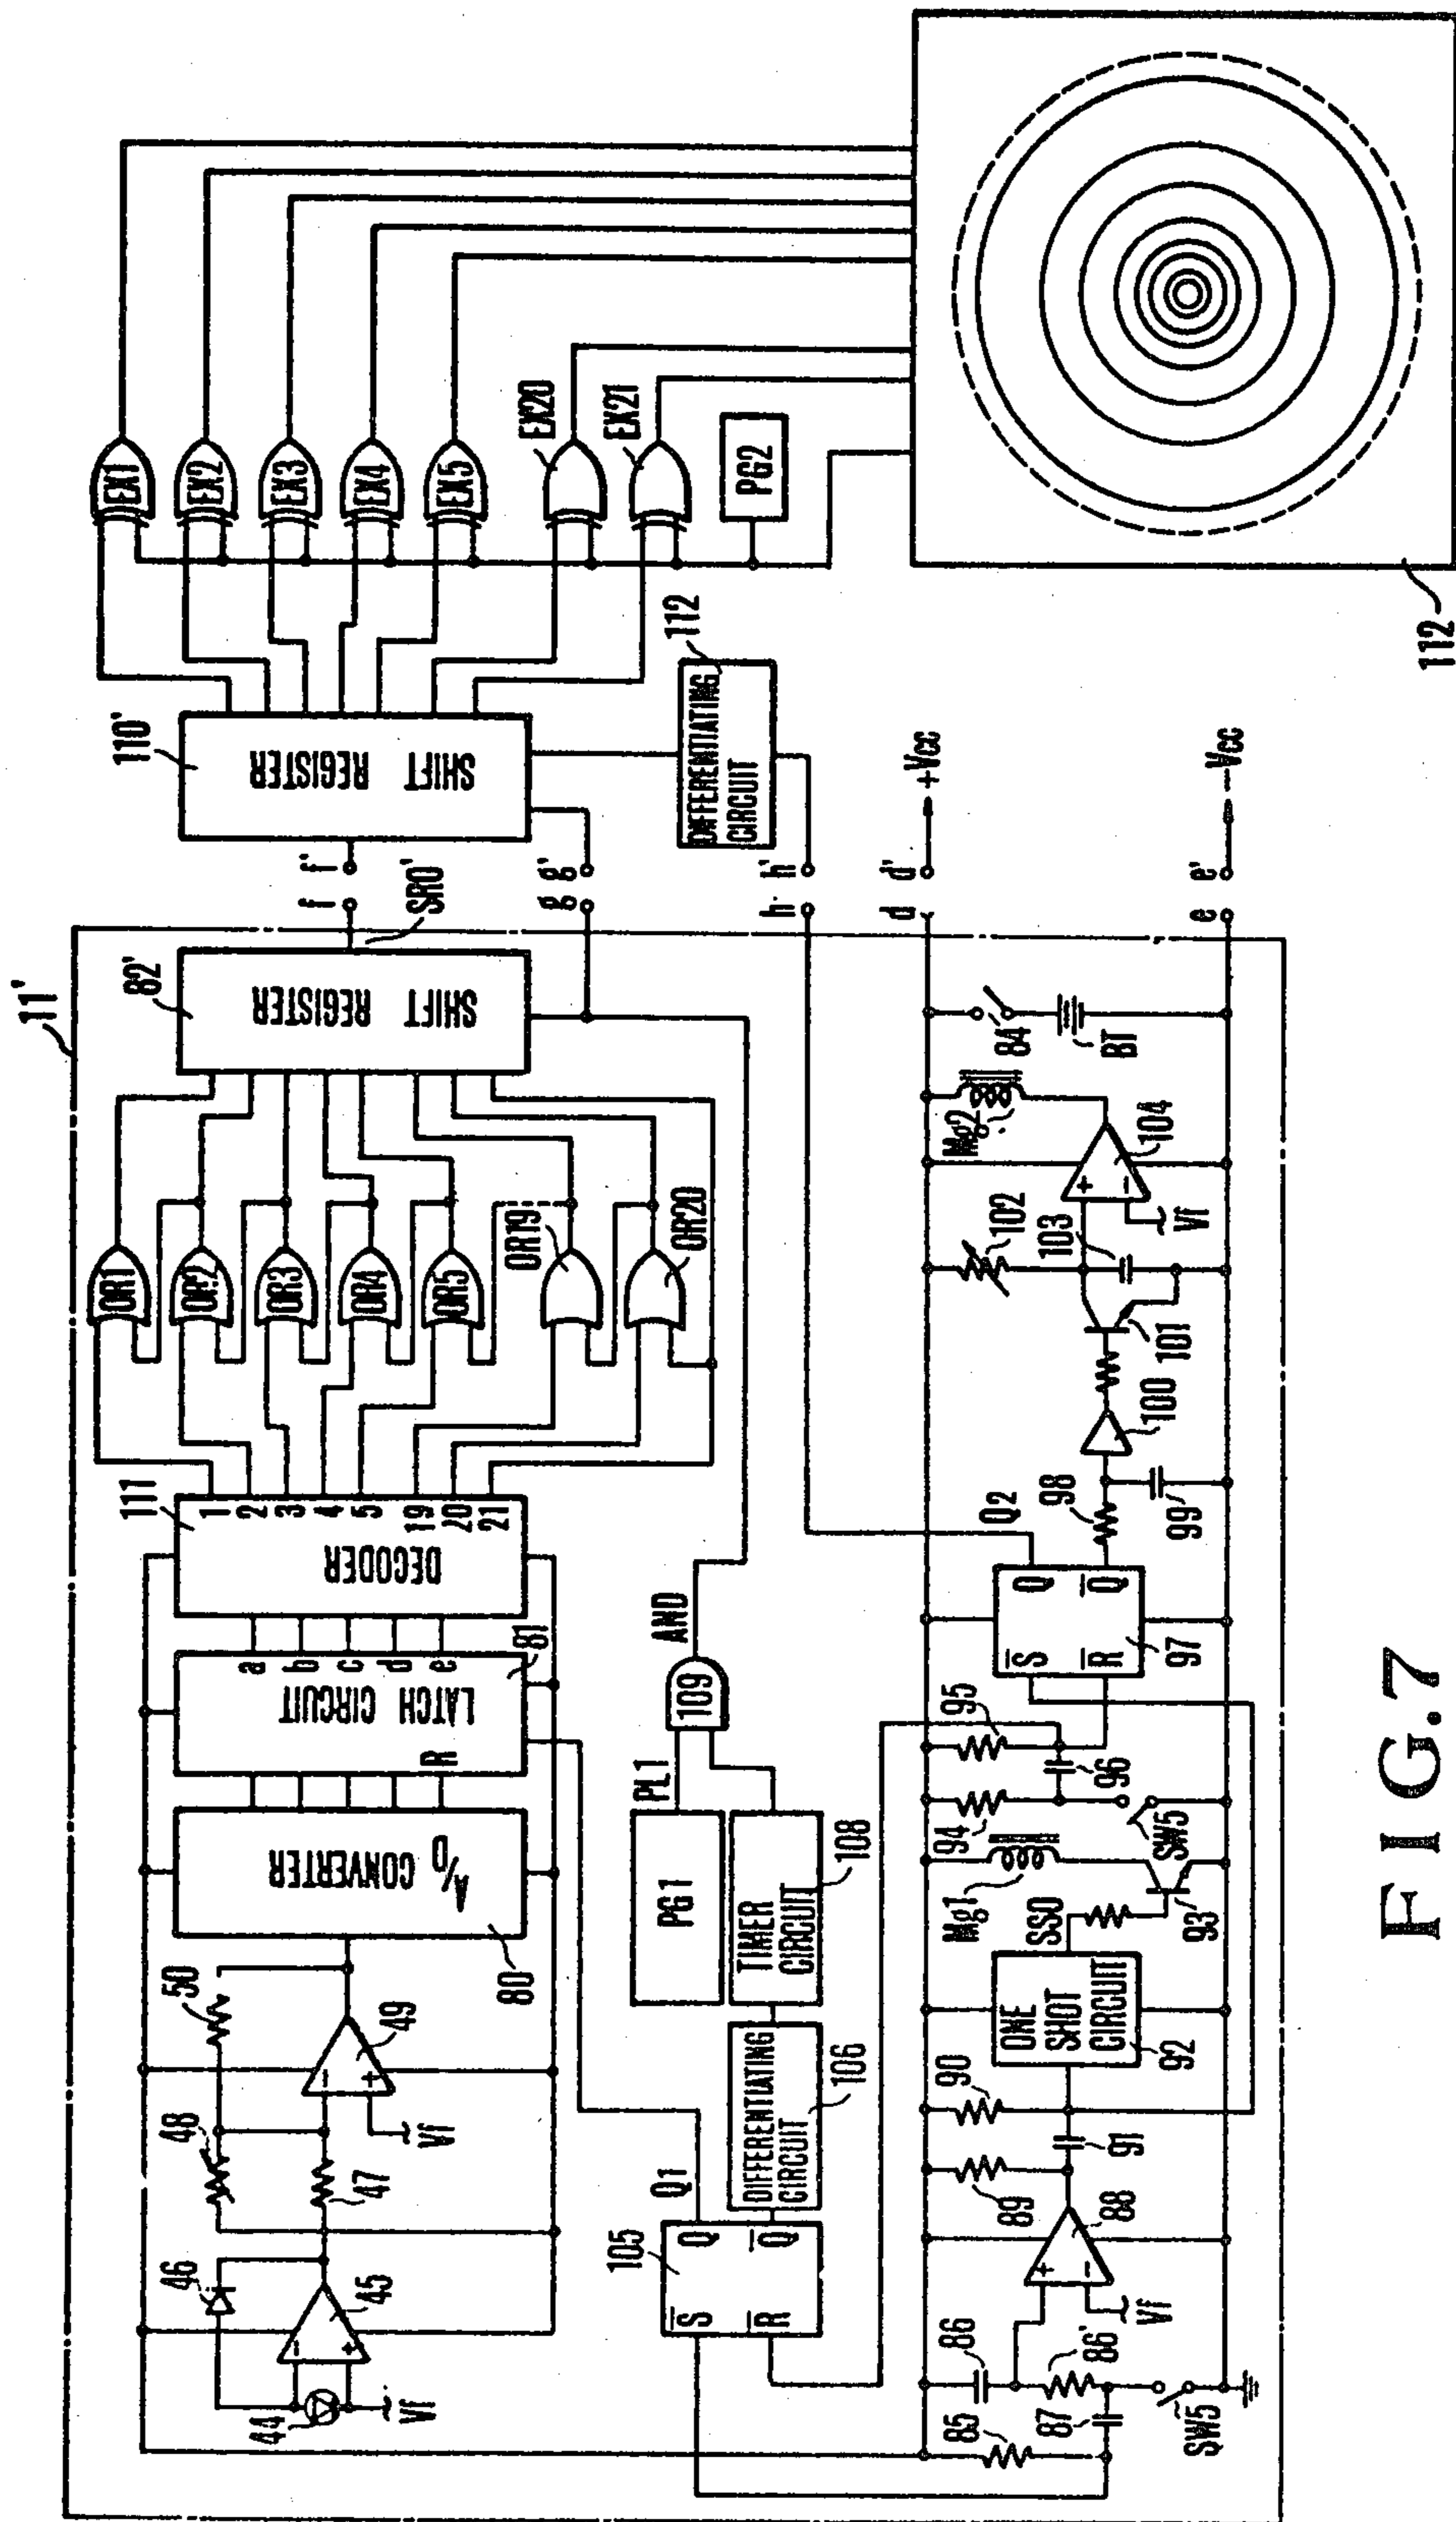 11'
44
Vf
45
46
47
48
Vf
49
50
80
A/D CONVERTER
LATCH CIRCUIT
81
R
a
b
c
d
e
111
DECODER
1
2
3
4
5
19
20
21
OR1
OR2
OR3
OR4
OR5
OR19
OR20
82'
SHIFT REGISTER
SRO'
f f'
g g'
h h'
d d'
e e'
+Vcc
-Vcc
110'
SHIFT REGISTER
112
DIFFERENTIATING CIRCUIT
EX1
EX2
EX3
EX4
EX5
EX20
EX21
PG2
112
105
S
R
Q
Q
Q1
DIFFERENTIATING CIRCUIT
106
TIMER CIRCUIT
108
PG1
PL1
109
AND
85
86
86'
87
SW5
Vf
88
89
90
91
ONE SHOT CIRCUIT
92
SSO
93
Mg1
94
SW5
95
96
S
R
Q
Q
97
Q2
98
99
100
101
102
103
Vf
104
Mg2
84
BT
FIG.7